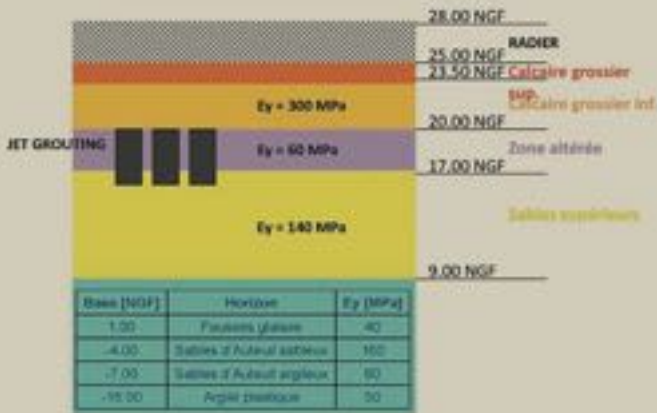 28.00 NGF
RADIER
25.00 NGF
23.50 NGF
Calcaire grossier sup.
Calcaire grossier inf
Ey = 300 MPa
20.00 NGF
JET GROUTING
Ey = 60 MPa
Zone altérée
17.00 NGF
Sables supérieurs
Ey = 140 MPa
9.00 NGF
Base [NGF] Horizon Ey [MPa]
1.00 Fausses glaises 40
-4.00 Sables d'Auteuil sableux 160
-7.00 Sables d'Auteuil argileux 60
Argile plastique 50